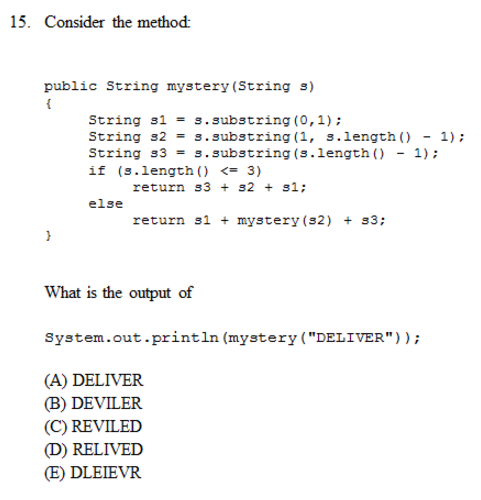 15. Consider the method:
public String mystery(String s)
{
String s1 = s.substring(0,1);
String s2 = s.substring(1, s.length() - 1);
String s3 = s.substring(s.length() - 1);
if (s.length() <= 3)
return s3 + s2 + s1;
else
return s1 + mystery(s2) + s3;
}
What is the output of
System.out.println(mystery("DELIVER"));
(A) DELIVER
(B) DEVILER
(C) REVILED
(D) RELIVED
(E) DLEIEVR